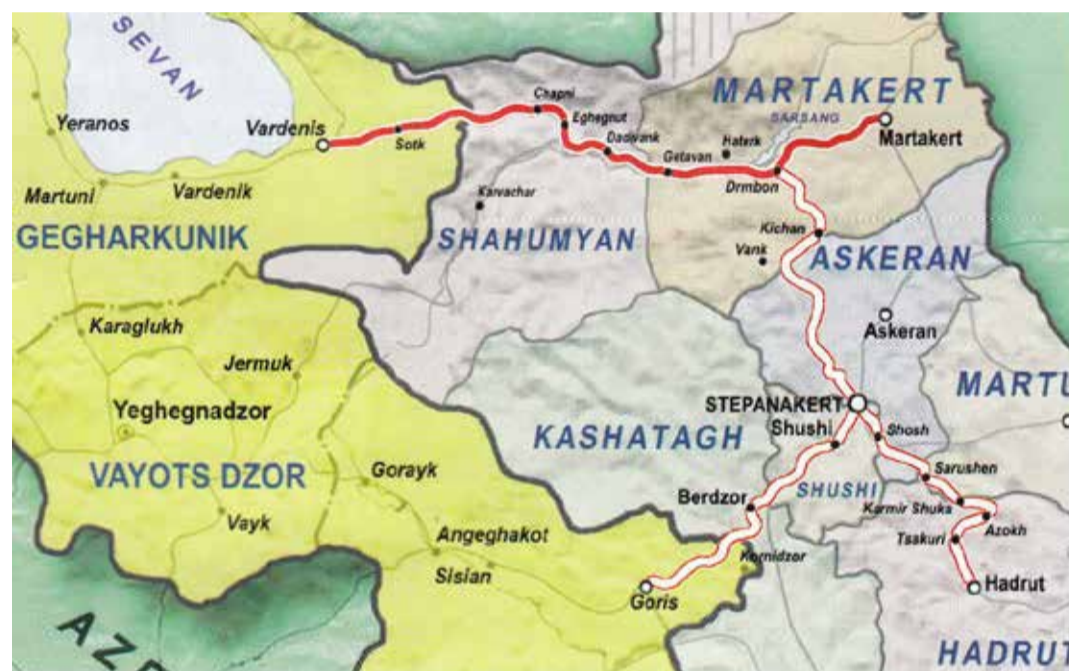 SEVAN
Yeranos
Vardenis
Martuni
Vardenik
GEGHARKUNIK
Sotk
Chapni
Eghegnut
Dadivank
Getavan
Haterk
MARTAKERT
SARSANG
Martakert
Drmbon
Karvachar
SHAHUMYAN
Kichan
Vank
ASKERAN
Askeran
Karaglukh
Jermuk
Yeghegnadzor
VAYOTS DZOR
Vayk
Gorayk
Angeghakot
Sisian
Goris
KASHATAGH
STEPANAKERT
Shushi
Shosh
MARTU
Berdzor
SHUSHI
Sarushen
Karmir Shuka
Azokh
Tsakuri
Kornidzor
Hadrut
HADRUT
AZE